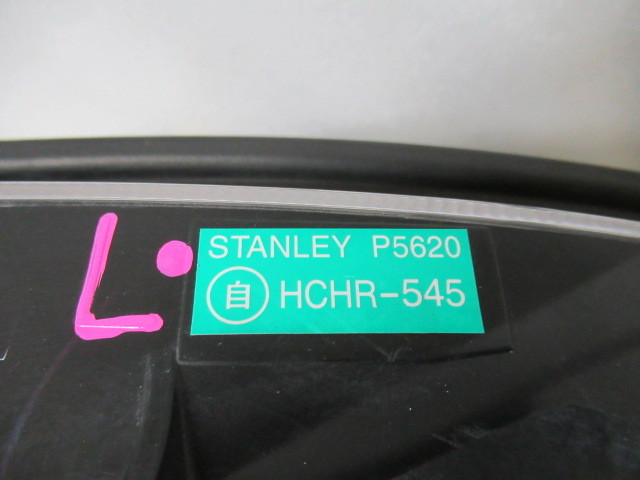 L.
STANLEY P5620
自 HCHR-545